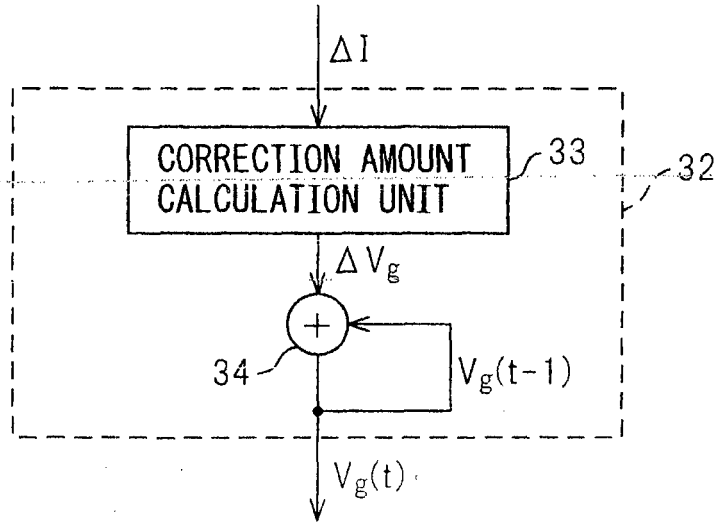 ΔI
CORRECTION AMOUNT
CALCULATION UNIT
33
32
ΔVg
+
34
Vg(t-1)
Vg(t)